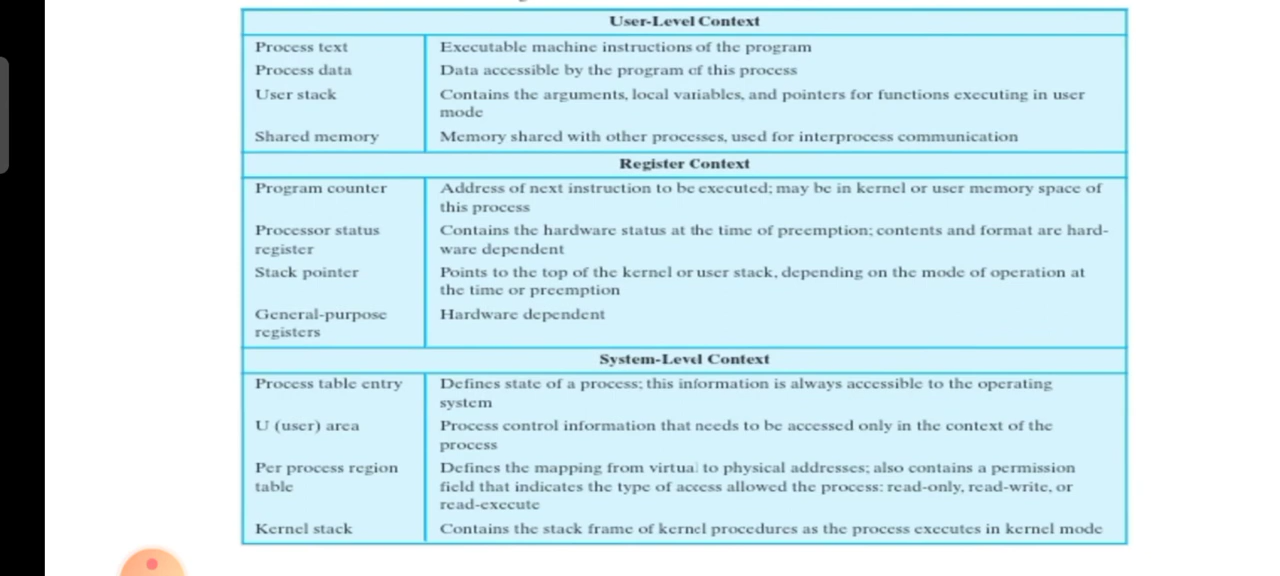 User-Level Context
Process text
Executable machine instructions of the program
Process data
Data accessible by the program of this process
User stack
Contains the arguments, local variables, and pointers for functions executing in user
mode
Shared memory
Memory shared with other processes, used for interprocess communication
Register Context
Program counter
Address of next instruction to be executed; may be in kernel or user memory space of
this process
Processor status
register
Contains the hardware status at the time of preemption; contents and format are hard-
ware dependent
Stack pointer
Points to the top of the kernel or user stack, depending on the mode of operation at
the time or preemption
General-purpose
registers
Hardware dependent
System-Level Context
Process table entry
Defines state of a process; this information is always accessible to the operating
system
U (user) area
Process control information that needs to be accessed only in the context of the
process
Per process region
table
Defines the mapping from virtual to physical addresses; also contains a permission
field that indicates the type of access allowed the process: read-only, read-write, or
read-execute
Kernel stack
Contains the stack frame of kernel procedures as the process executes in kernel mode